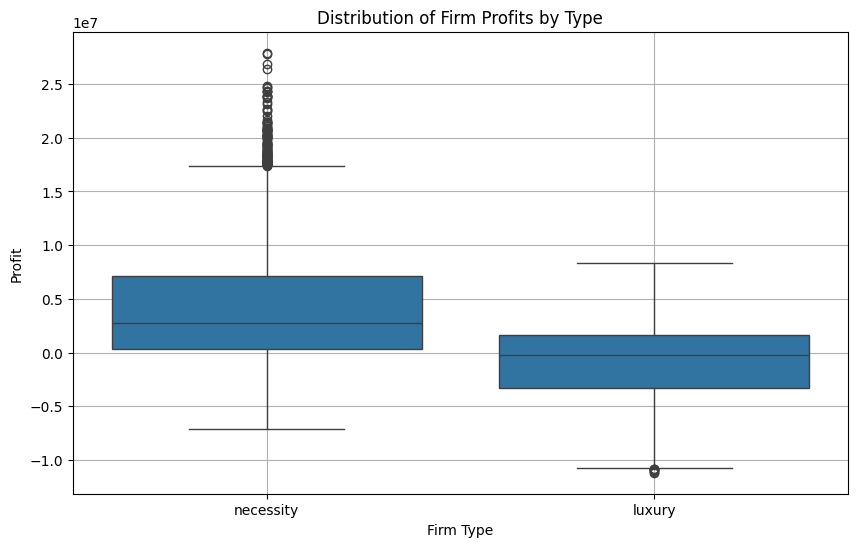 Distribution of Firm Profits by Type
1e7
2.5
2.0
1.5
1.0
0.5
0.0
−0.5
−1.0
Profit
necessity luxury
Firm Type